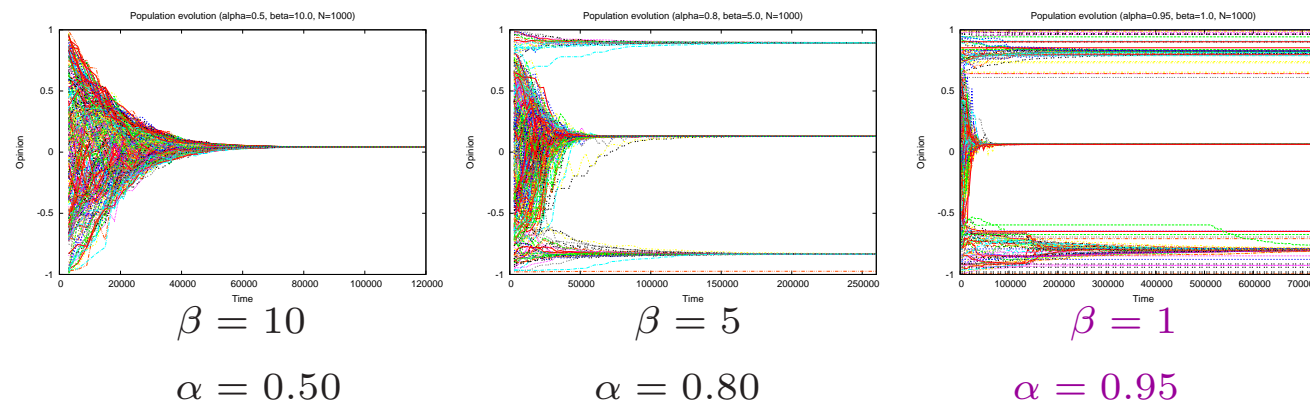 Population evolution (alpha=0.5, beta=10.0, N=1000)
1
0.5
0
-0.5
-1
Opinion
0 20000 40000 60000 80000 100000 120000
Time
β = 10
α = 0.50
Population evolution (alpha=0.8, beta=5.0, N=1000)
1
0.5
0
-0.5
-1
Opinion
0 50000 100000 150000 200000 250000
Time
β = 5
α = 0.80
Population evolution (alpha=0.95, beta=1.0, N=1000)
1
0.5
0
-0.5
-1
Opinion
0 100000 200000 300000 400000 500000 600000
Time
β = 1
α = 0.95